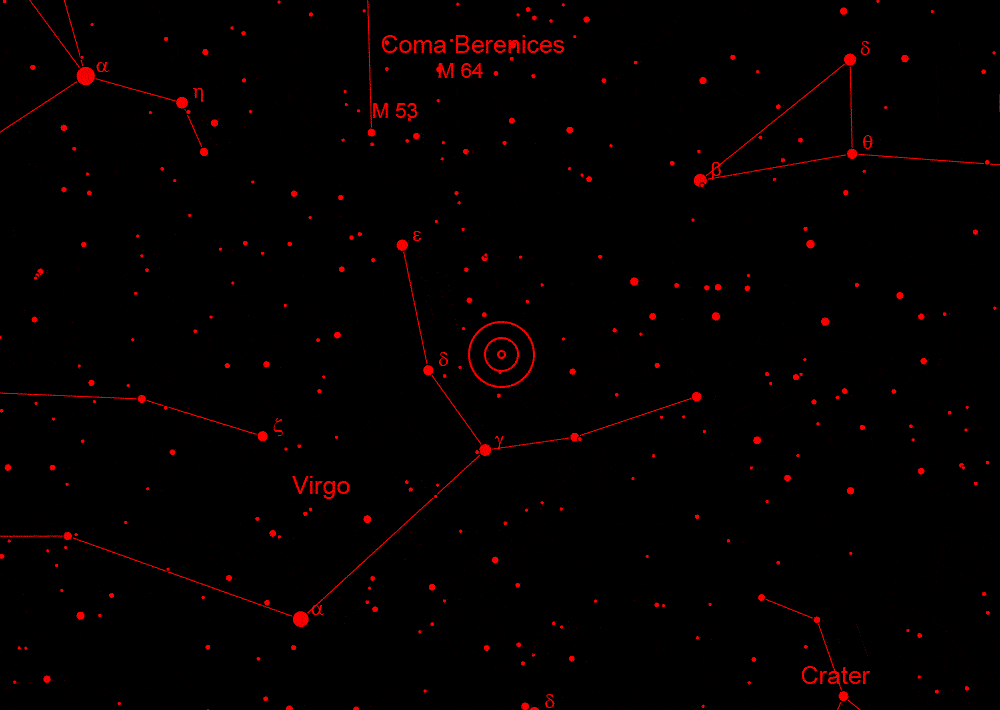 Coma Berenices
δ
M 64
α
η
M 53
θ
β
ε
δ
ζ
γ
Virgo
α
Crater
δ